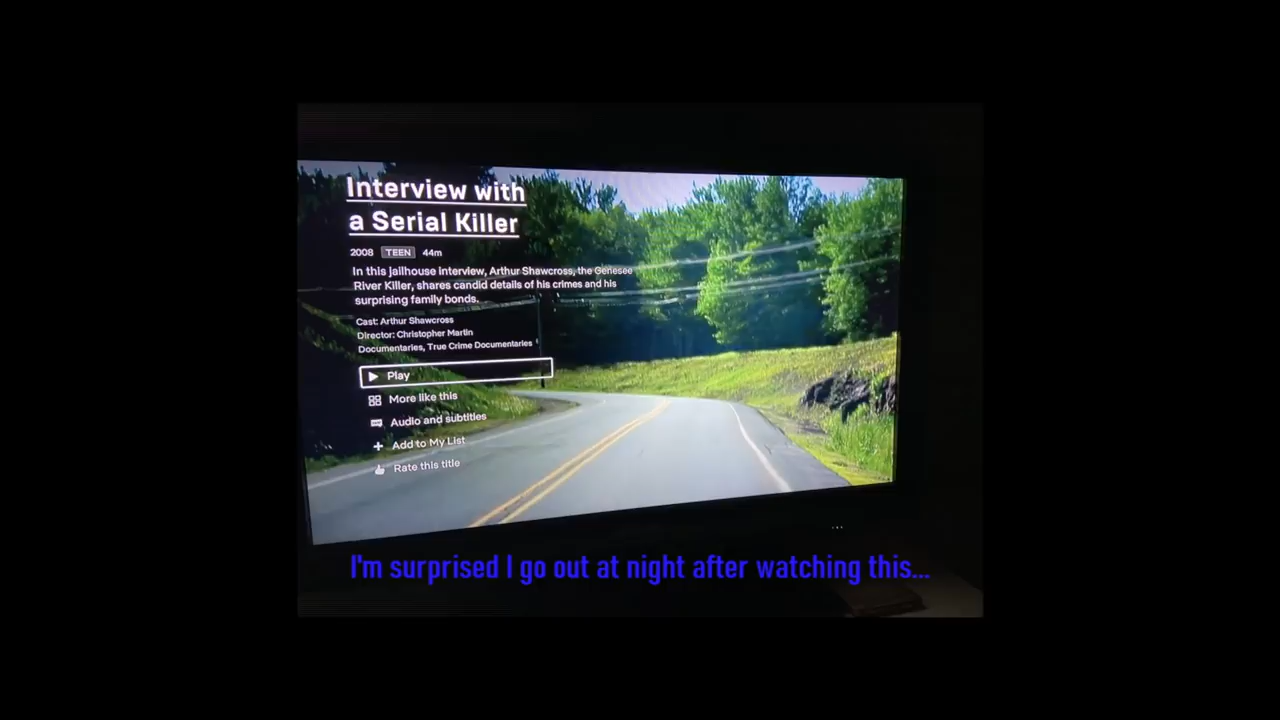 Interview with
a Serial Killer
2008 TEEN 44m
In this jailhouse interview, Arthur Shawcross, the Genesee
River Killer, shares candid details of his crimes and his
surprising family bonds.
Cast: Arthur Shawcross
Director: Christopher Martin
Documentaries, True Crime Documentaries
Play
More like this
Audio and subtitles
Add to My List
Rate this title
I'm surprised I go out at night after watching this...